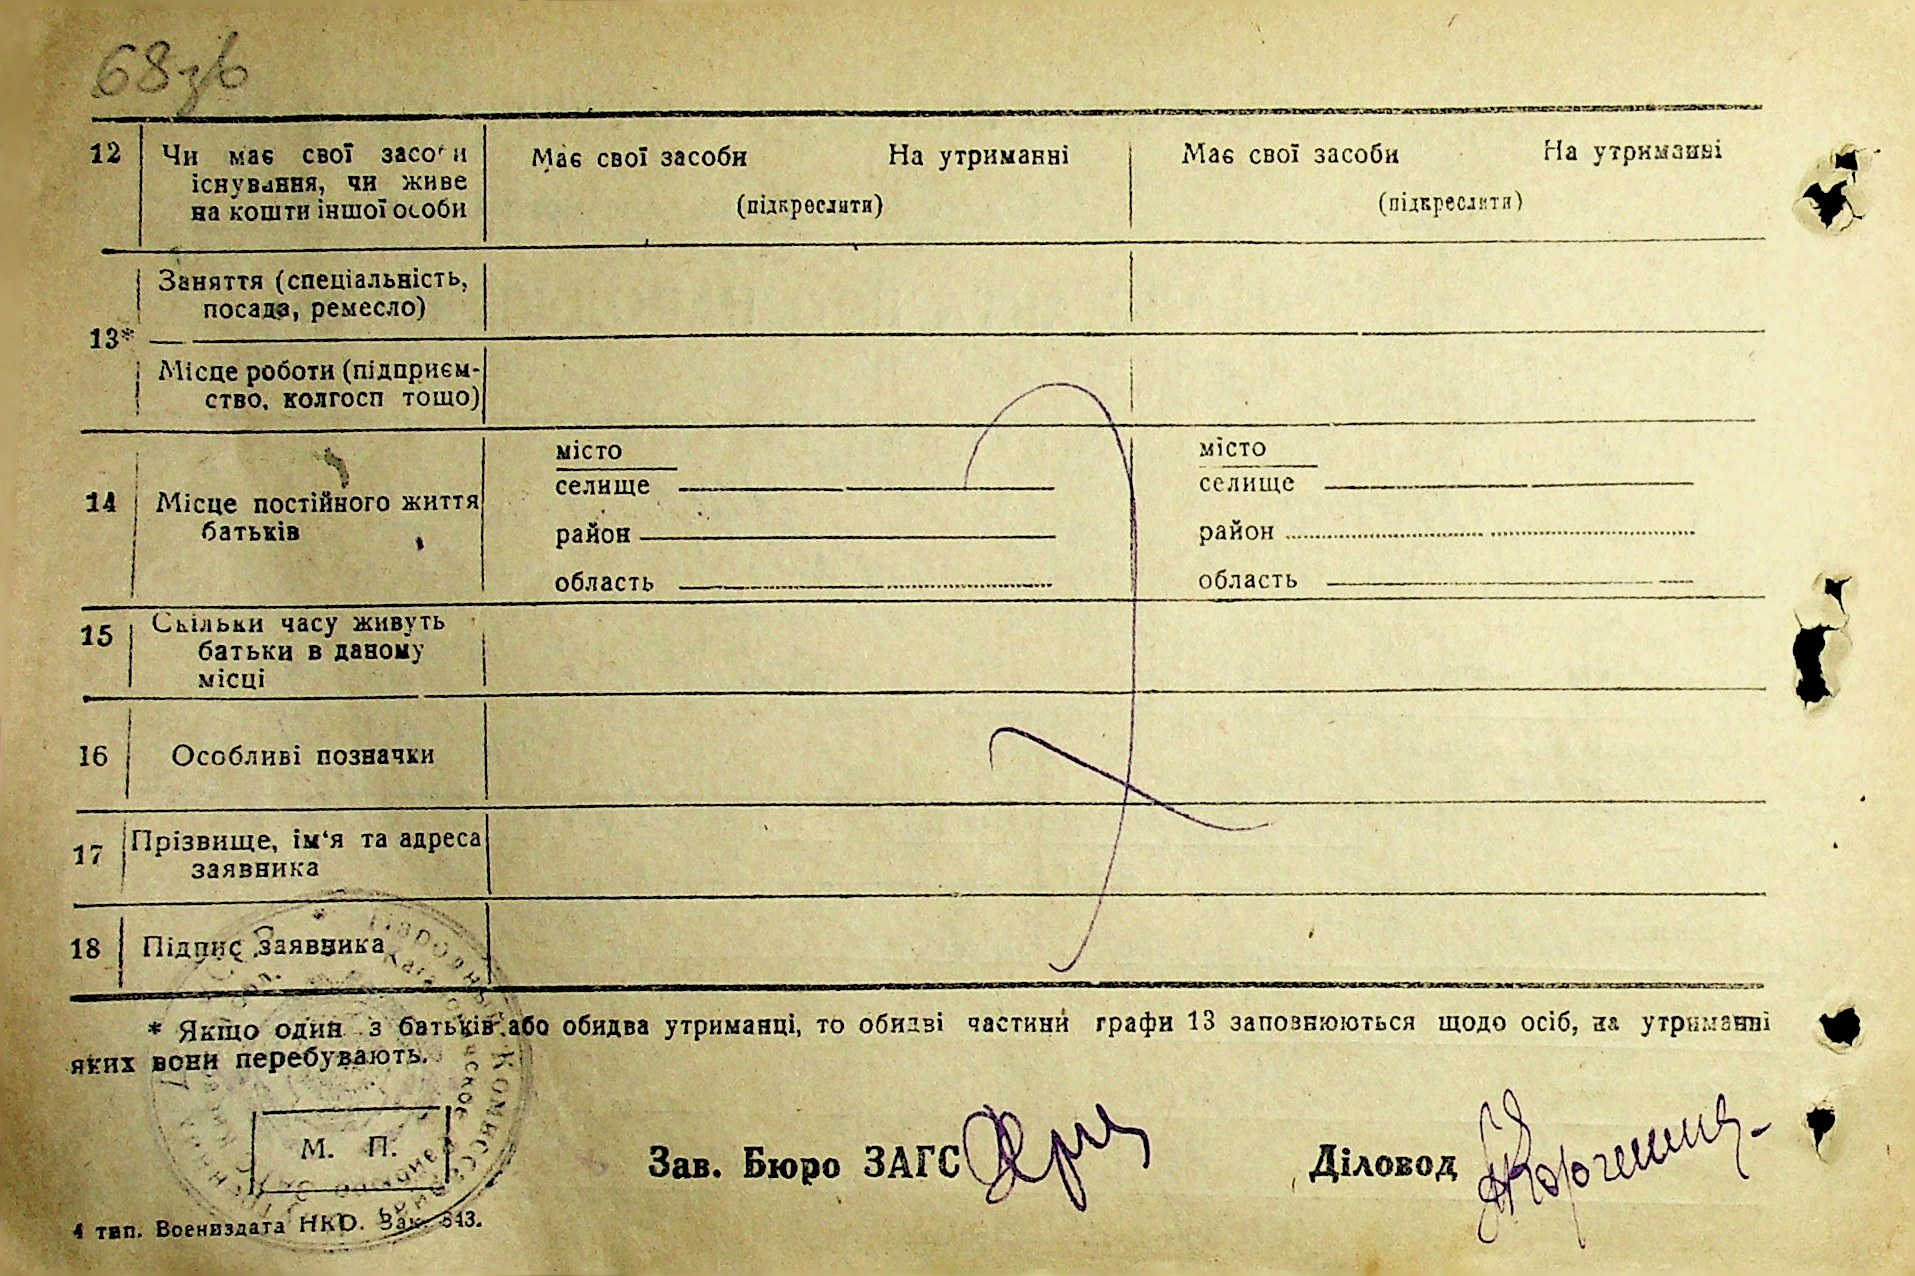 68зв
12 Чи має свої засоби Має свої засоби На утриманні Має свої засоби На утриманні
існування, чи живе
на кошти іншої особи (підкреслити) (підкреслити)
Заняття (спеціальність,
посада, ремесло)
13*
Місце роботи (підприєм-
ство, колгосп тощо)
місто місто
селище селище
14 Місце постійного життя
батьків район район
область область
15 Скільки часу живуть
батьки в даному
місці
16 Особливі позначки
17 Прізвище, ім‘я та адреса
заявника
18 Підпис заявника
* Якщо один з батьків або обидва утриманці, то обидві частини графи 13 заповнюються щодо осіб, на утриманні
яких вони перебувають.
М. П.
Зав. Бюро ЗАГС Діловод
4 тип. Воениздата НКО. Зак. 643.